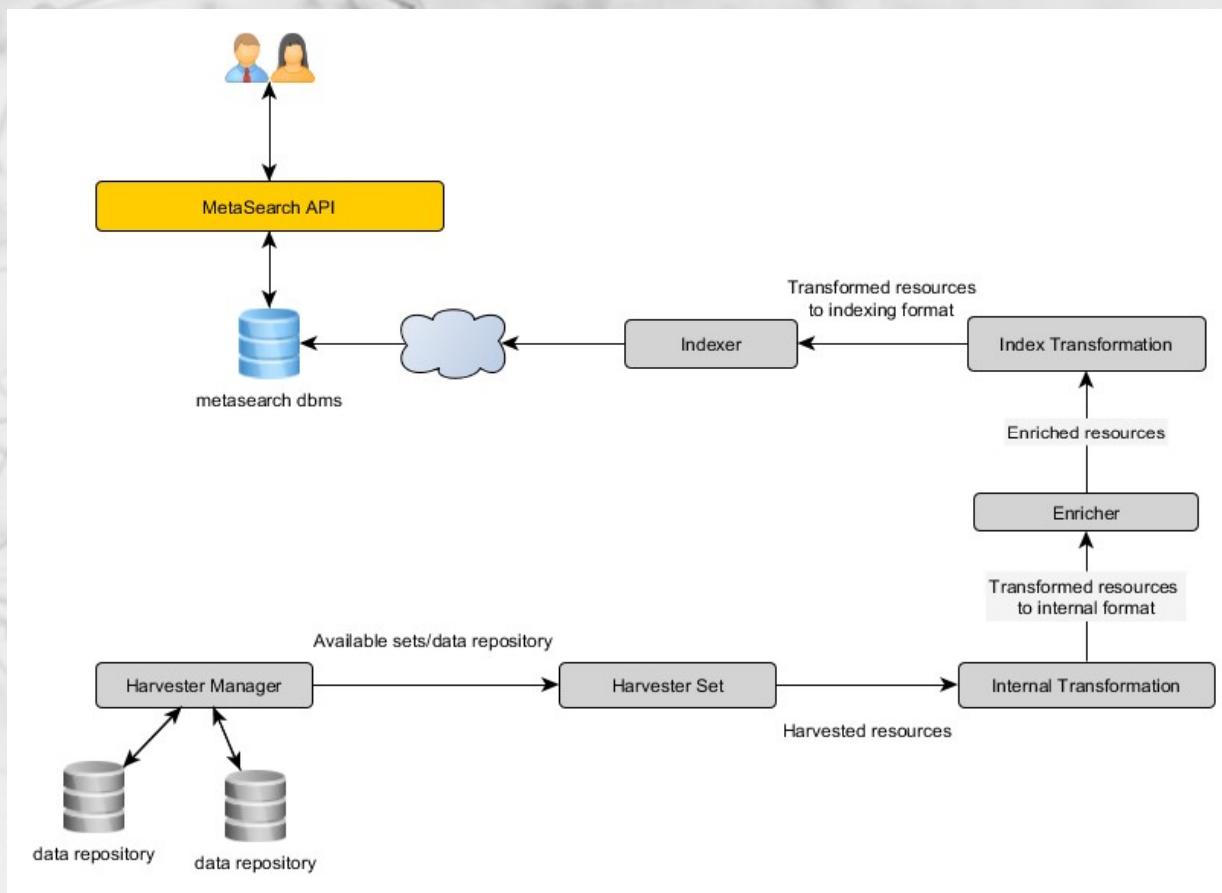 MetaSearch API
Transformed resources
to indexing format
Indexer
Index Transformation
metasearch dbms
Enriched resources
Enricher
Transformed resources
to internal format
Available sets/data repository
Harvester Manager
Harvester Set
Internal Transformation
Harvested resources
data repository
data repository